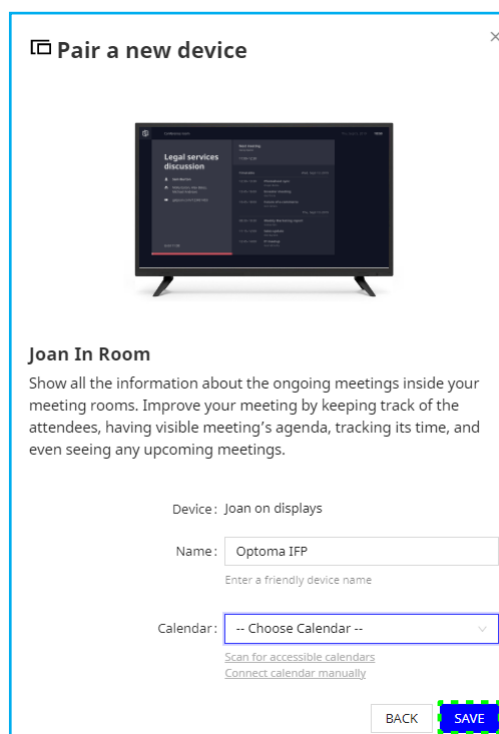 Pair a new device
Legal services
discussion
Joan In Room
Show all the information about the ongoing meetings inside your
meeting rooms. Improve your meeting by keeping track of the
attendees, having visible meeting's agenda, tracking its time, and
even seeing any upcoming meetings.
Device: Joan on displays
Name: Optoma IFP
Enter a friendly device name
Calendar: -- Choose Calendar --
Scan for accessible calendars
Connect calendar manually
BACK SAVE